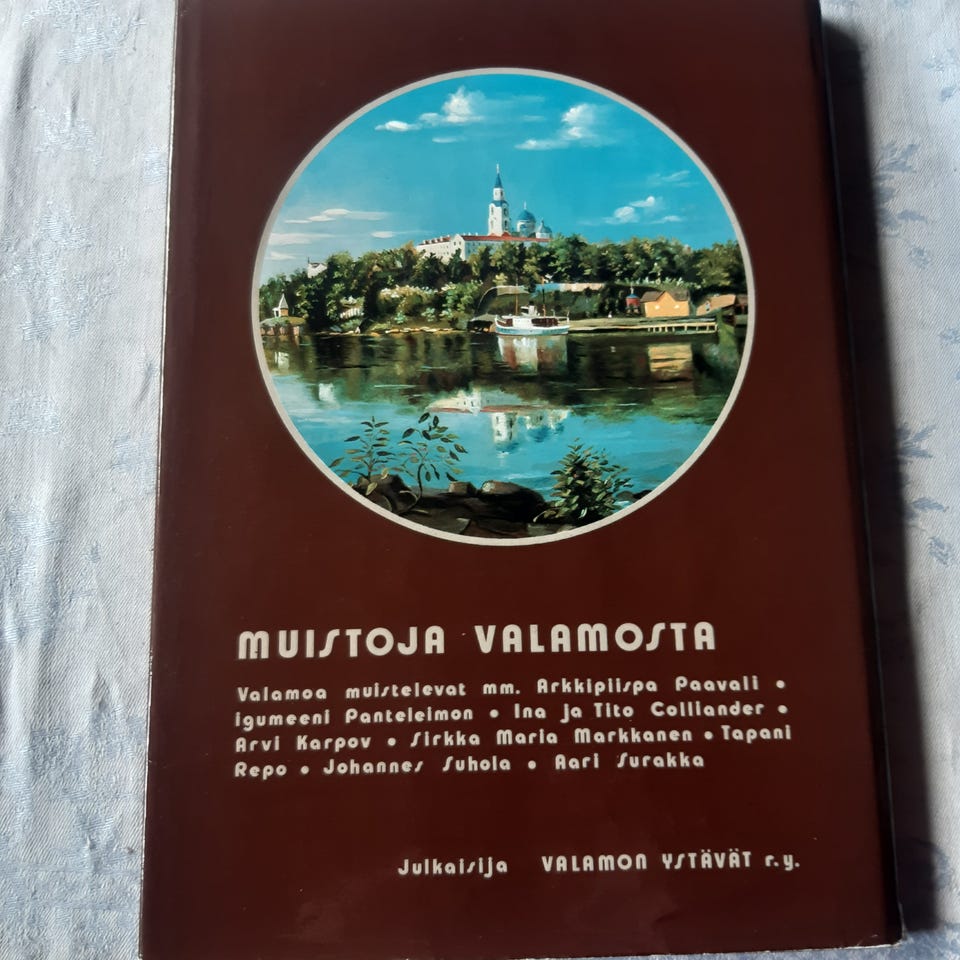 MUISTOJA VALAMOSTA
Valamoa muistelevat mm. Arkkipiispa Paavali •
igumeeni Panteleimon • Ina ja Tito Colliander •
Arvi Karpov • Sirkka Maria Markkanen • Tapani
Repo • Johannes Suhola • Aari Surakka
Julkaisija VALAMON YSTÄVÄT r.y.